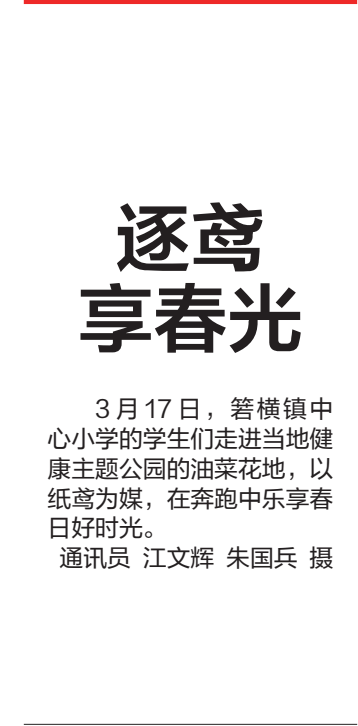 逐鸢
享春光
3月17日，箬横镇中
心小学的学生们走进当地健
康主题公园的油菜花地，以
纸鸢为媒，在奔跑中乐享春
日好时光。
通讯员 江文辉 朱国兵 摄